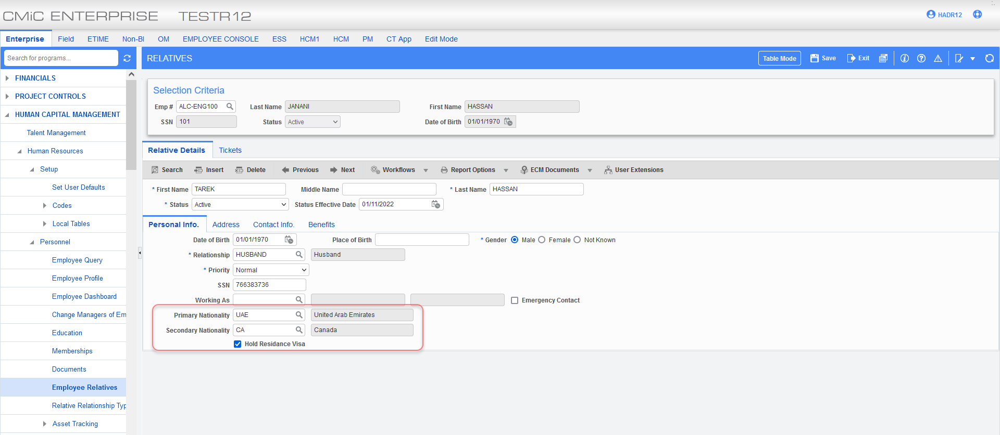 CMiC ENTERPRISE TESTR12 HADR12
Enterprise Field ETIME Non-BI OM EMPLOYEE CONSOLE ESS HCM1 HCM PM CT App Edit Mode
Search for programs...
RELATIVES Table Mode Save Exit
FINANCIALS
PROJECT CONTROLS
HUMAN CAPITAL MANAGEMENT
Talent Management
Human Resources
Setup
Set User Defaults
Codes
Local Tables
Personnel
Employee Query
Employee Profile
Employee Dashboard
Change Managers of Em
Education
Memberships
Documents
Employee Relatives
Relative Relationship Typ
Asset Tracking
Selection Criteria
Emp # ALC-ENG100 Last Name JANANI First Name HASSAN
SSN 101 Status Active Date of Birth 01/01/1970
Relative Details Tickets
Search Insert Delete Previous Next Workflows Report Options ECM Documents User Extensions
* First Name TAREK Middle Name * Last Name HASSAN
* Status Active Status Effective Date 01/11/2022
Personal Info. Address Contact Info. Benefits
Date of Birth 01/01/1970 Place of Birth * Gender Male Female Not Known
* Relationship HUSBAND Husband
* Priority Normal
SSN 766383736
Working As Emergency Contact
Primary Nationality UAE United Arab Emirates
Secondary Nationality CA Canada
Hold Residance Visa